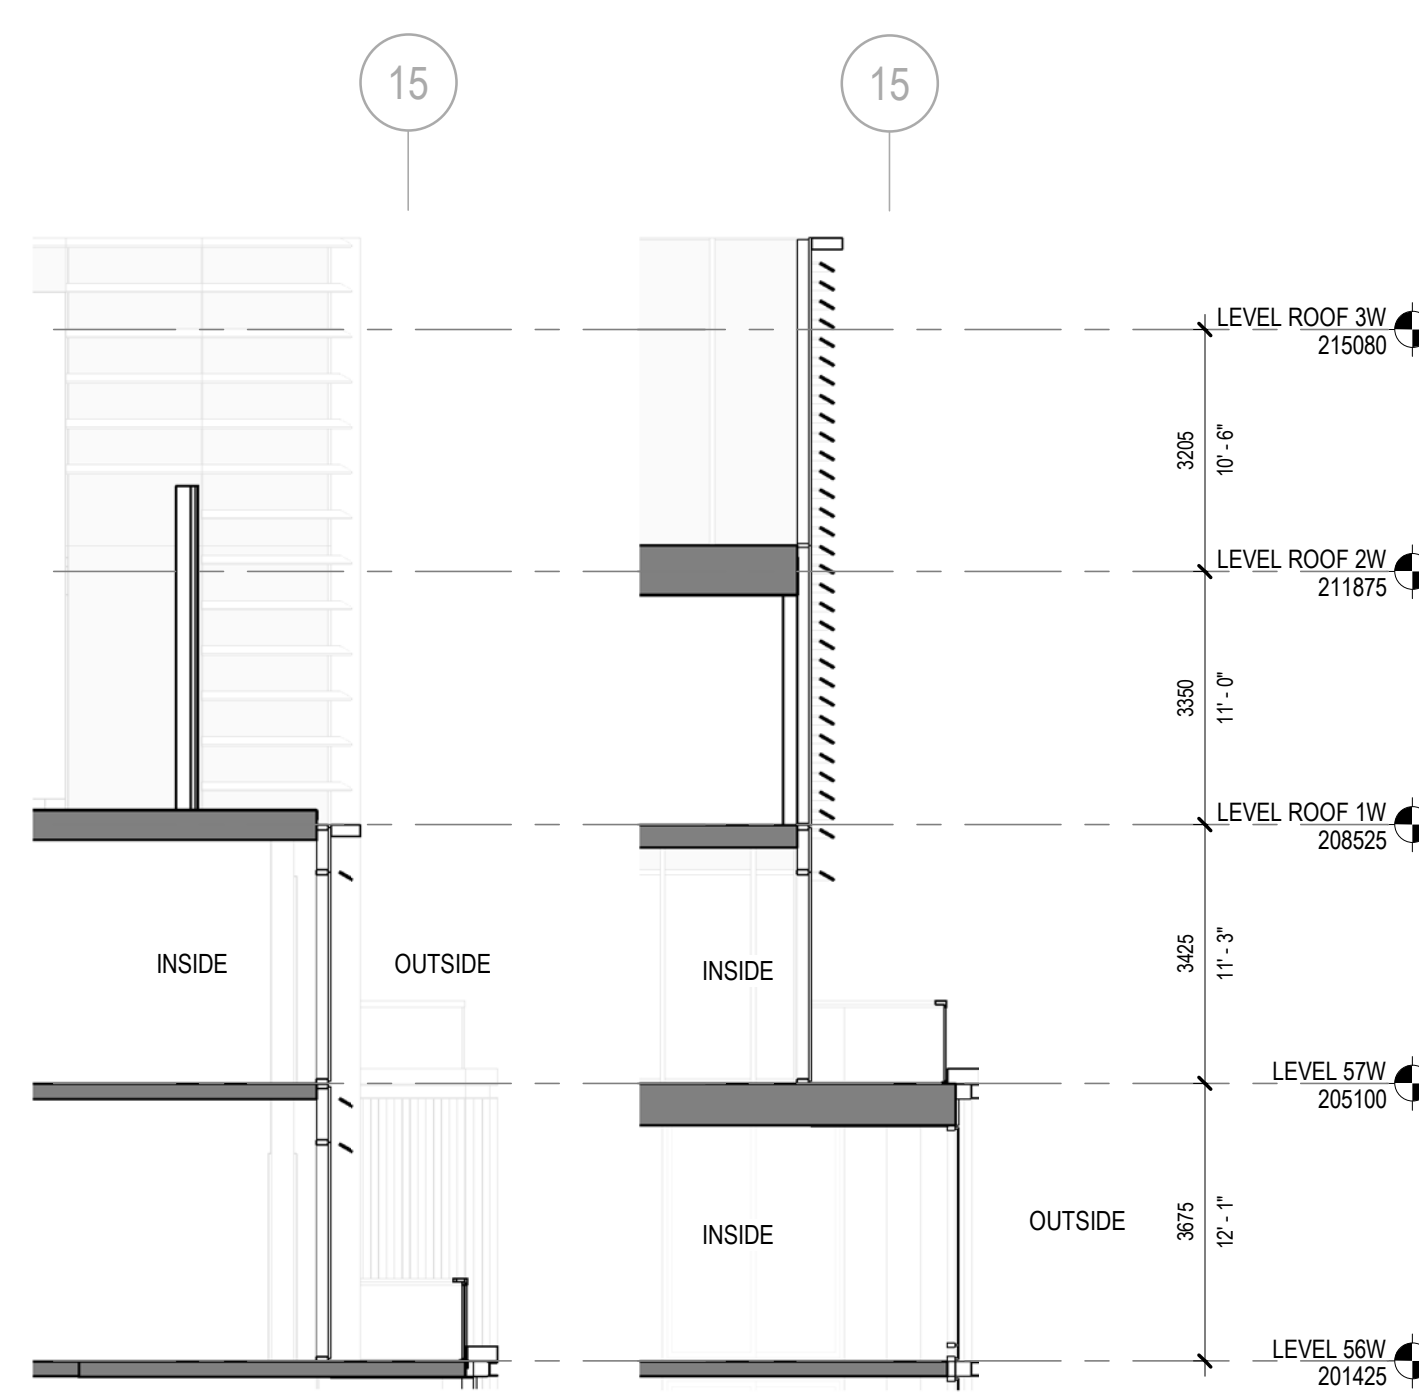 15
15
LEVEL ROOF 3W
215080
3205
10' - 6"
LEVEL ROOF 2W
211875
3350
11' - 0"
LEVEL ROOF 1W
208525
INSIDE
OUTSIDE
INSIDE
3425
11' - 3"
LEVEL 57W
205100
INSIDE
OUTSIDE
3675
12' - 1"
LEVEL 56W
201425